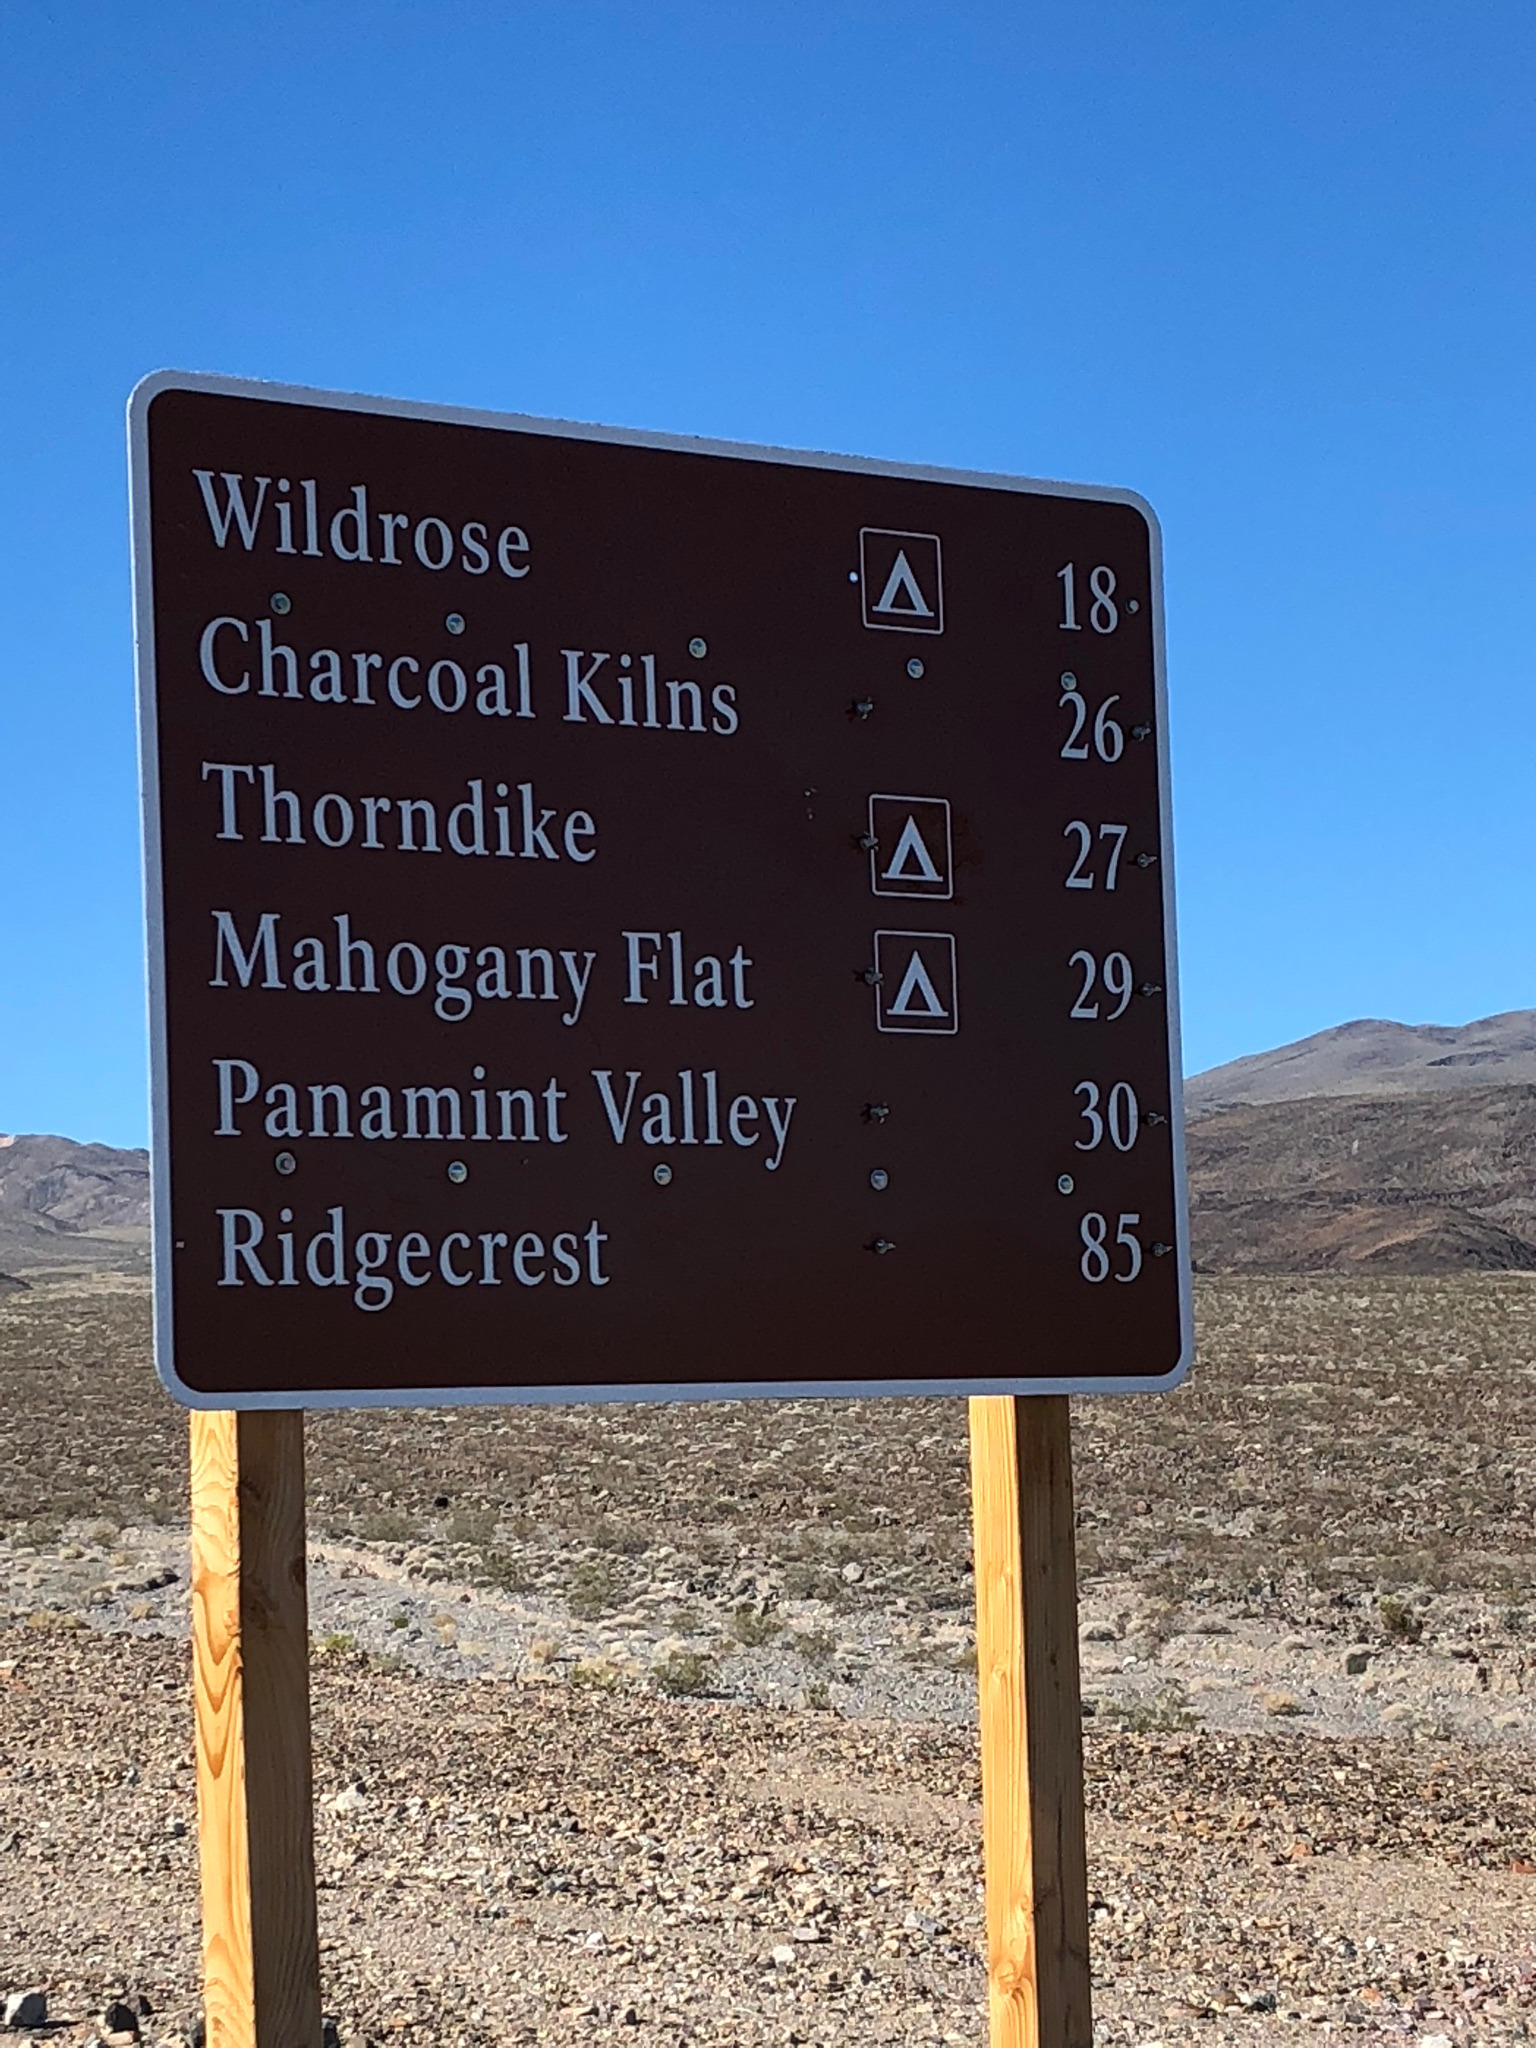 Wildrose 18
Charcoal Kilns 26
Thorndike 27
Mahogany Flat 29
Panamint Valley 30
Ridgecrest 85